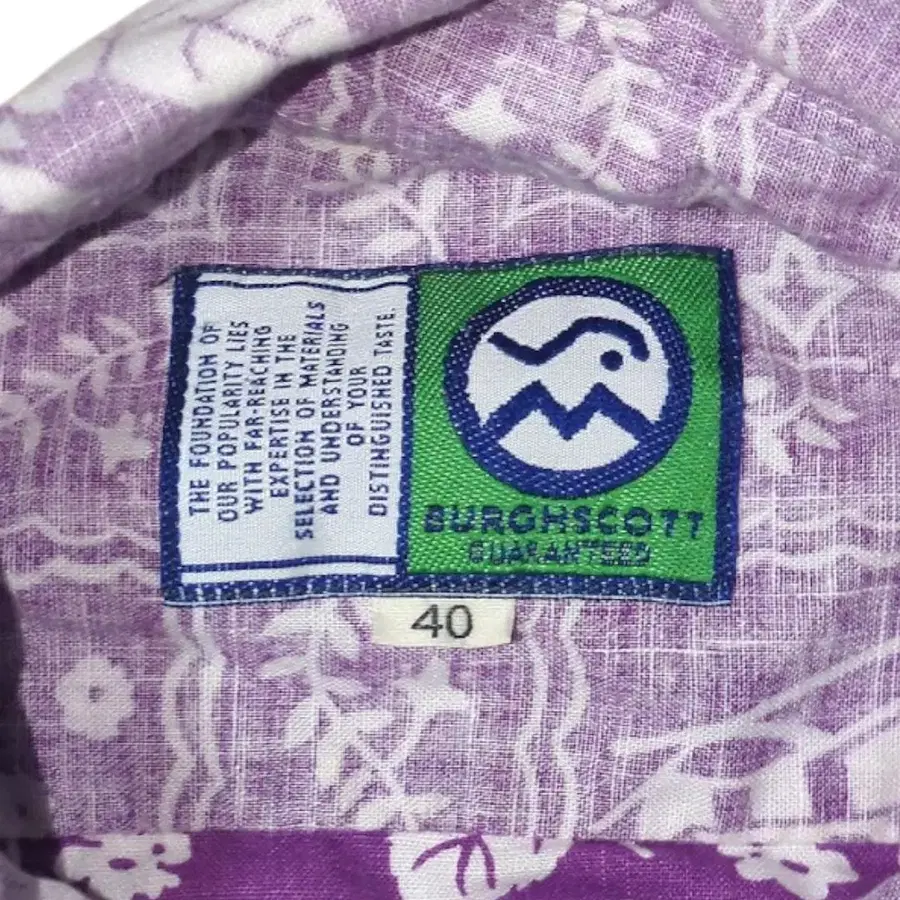 THE FOUNDATION OF
OUR POPULARITY LIES
WITH FAR-REACHING
EXPERTISE IN THE
SELECTION OF MATERIALS
AND UNDERSTANDING
OF YOUR
DISTINGUISHED TASTE.
BURGHSCOTT
GUARANTEED
40